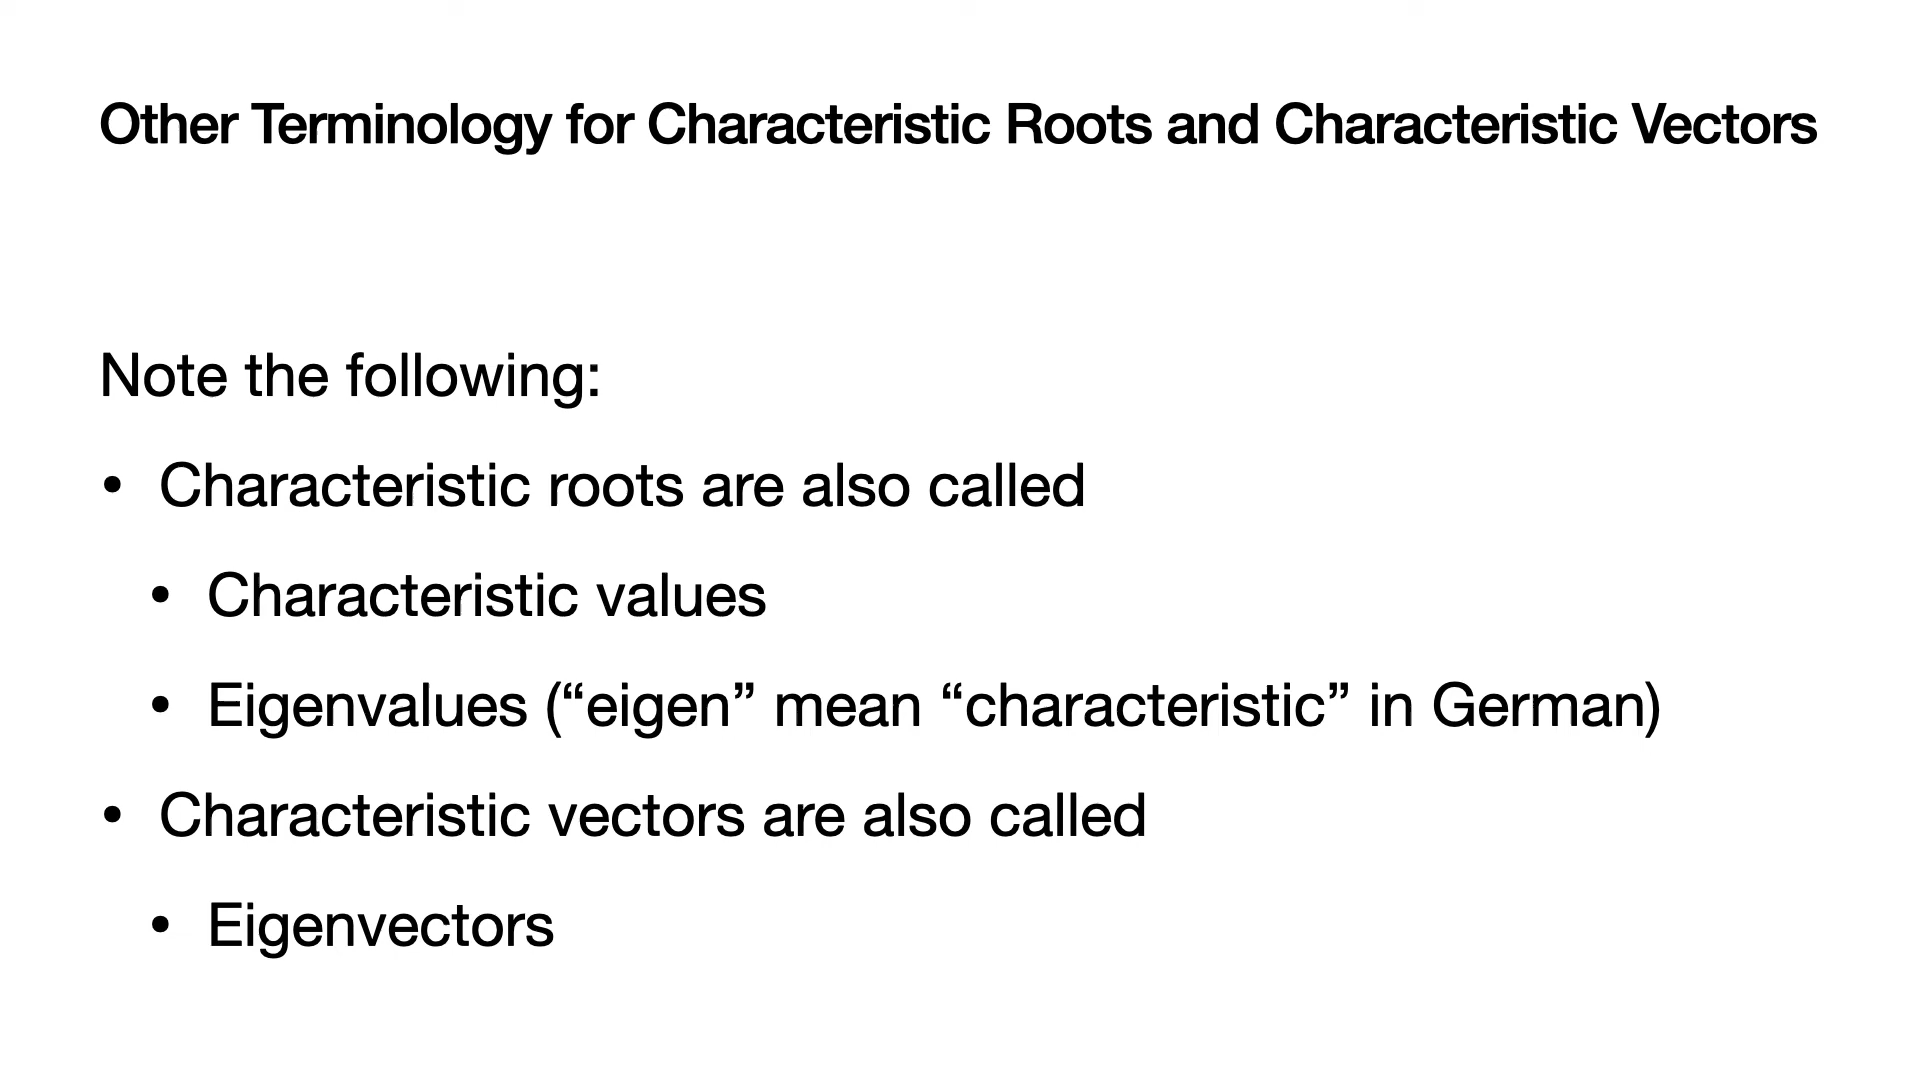 Other Terminology for Characteristic Roots and Characteristic Vectors
Note the following:
• Characteristic roots are also called
• Characteristic values
• Eigenvalues (“eigen” mean “characteristic” in German)
• Characteristic vectors are also called
• Eigenvectors